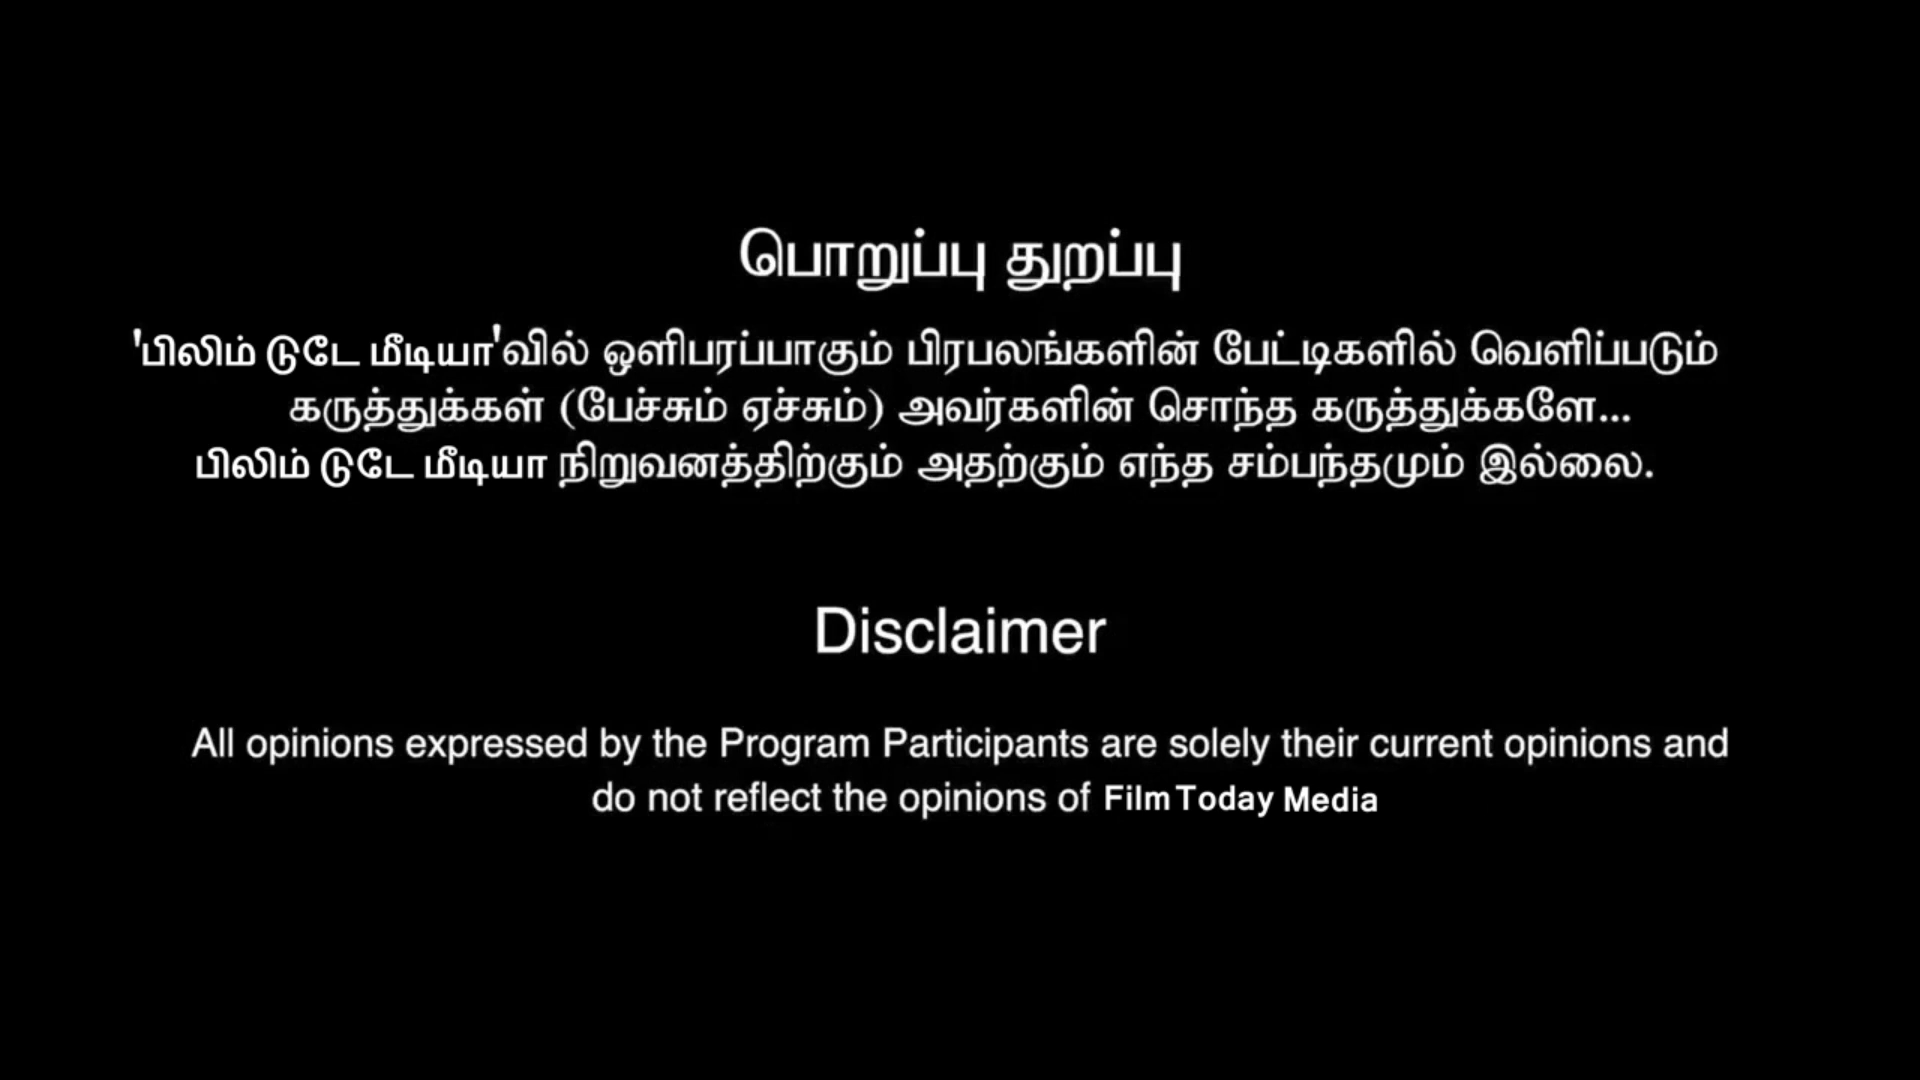 பொறுப்பு துறப்பு
'பிலிம் டுடே மீடியா'வில் ஒளிபரப்பாகும் பிரபலங்களின் பேட்டிகளில் வெளிப்படும்
கருத்துக்கள் (பேச்சும் ஏச்சும்) அவர்களின் சொந்த கருத்துக்களே...
பிலிம் டுடே மீடியா நிறுவனத்திற்கும் அதற்கும் எந்த சம்பந்தமும் இல்லை.
Disclaimer
All opinions expressed by the Program Participants are solely their current opinions and
do not reflect the opinions of Film Today Media